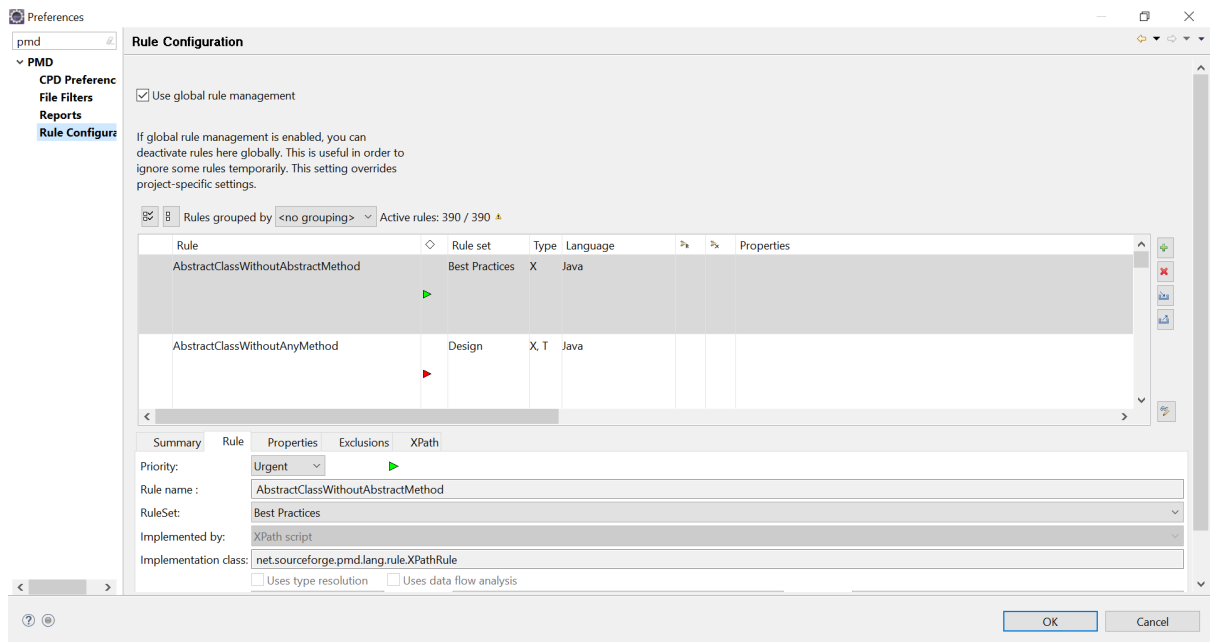 Preferences
pmd
PMD
CPD Preferenc
File Filters
Reports
Rule Configura
Rule Configuration
Use global rule management
If global rule management is enabled, you can
deactivate rules here globally. This is useful in order to
ignore some rules temporarily. This setting overrides
project-specific settings.
Rules grouped by <no grouping> Active rules: 390 / 390
Rule Rule set Type Language Properties
AbstractClassWithoutAbstractMethod Best Practices X Java
AbstractClassWithoutAnyMethod Design X, T Java
Summary Rule Properties Exclusions XPath
Priority: Urgent
Rule name : AbstractClassWithoutAbstractMethod
RuleSet: Best Practices
Implemented by: XPath script
Implementation class: net.sourceforge.pmd.lang.rule.XPathRule
Uses type resolution Uses data flow analysis
OK Cancel